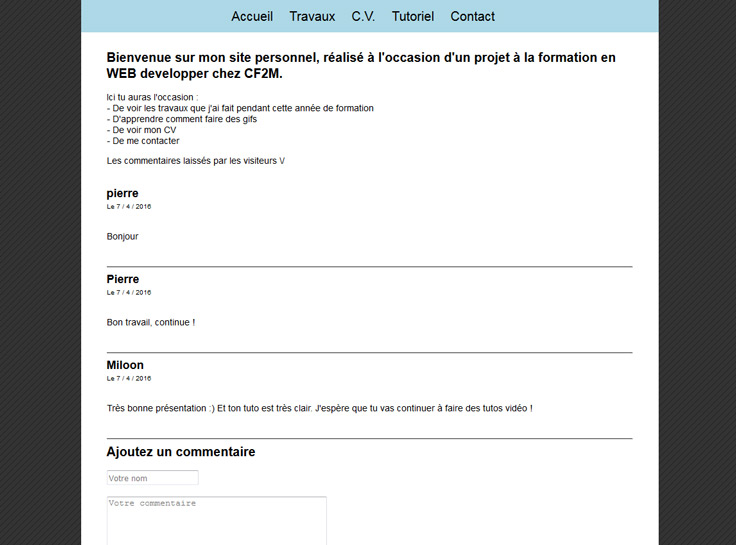 Accueil Travaux C.V. Tutoriel Contact
Bienvenue sur mon site personnel, réalisé à l'occasion d'un projet à la formation en
WEB developper chez CF2M.
Ici tu auras l'occasion :
- De voir les travaux que j'ai fait pendant cette année de formation
- D'apprendre comment faire des gifs
- De voir mon CV
- De me contacter
Les commentaires laissés par les visiteurs \/
pierre
Le 7 / 4 / 2016
Bonjour
Pierre
Le 7 / 4 / 2016
Bon travail, continue !
Miloon
Le 7 / 4 / 2016
Très bonne présentation :) Et ton tuto est très clair. J'espère que tu vas continuer à faire des tutos vidéo !
Ajoutez un commentaire
Votre nom
Votre commentaire